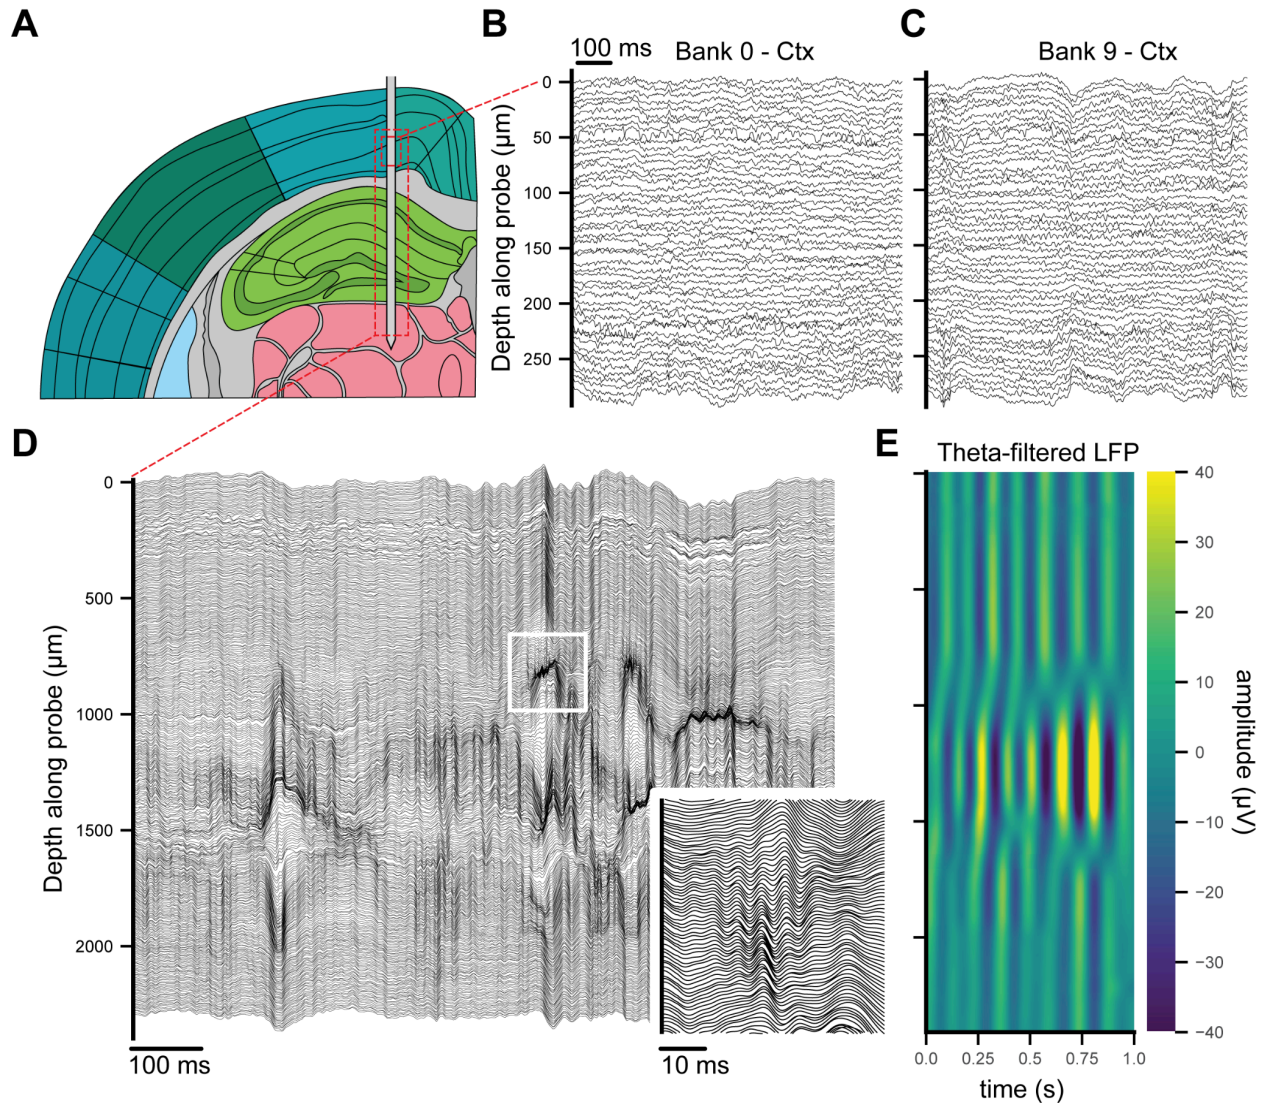 A
B
C
100 ms
Bank 0 - Ctx
Bank 9 - Ctx
Depth along probe (µm)
0
50
100
150
200
250
D
E
Theta-filtered LFP
Depth along probe (µm)
0
500
1000
1500
2000
100 ms
10 ms
40
30
20
10
0
−10
−20
−30
−40
amplitude (µV)
0.0
0.25
0.5
0.75
1.0
time (s)